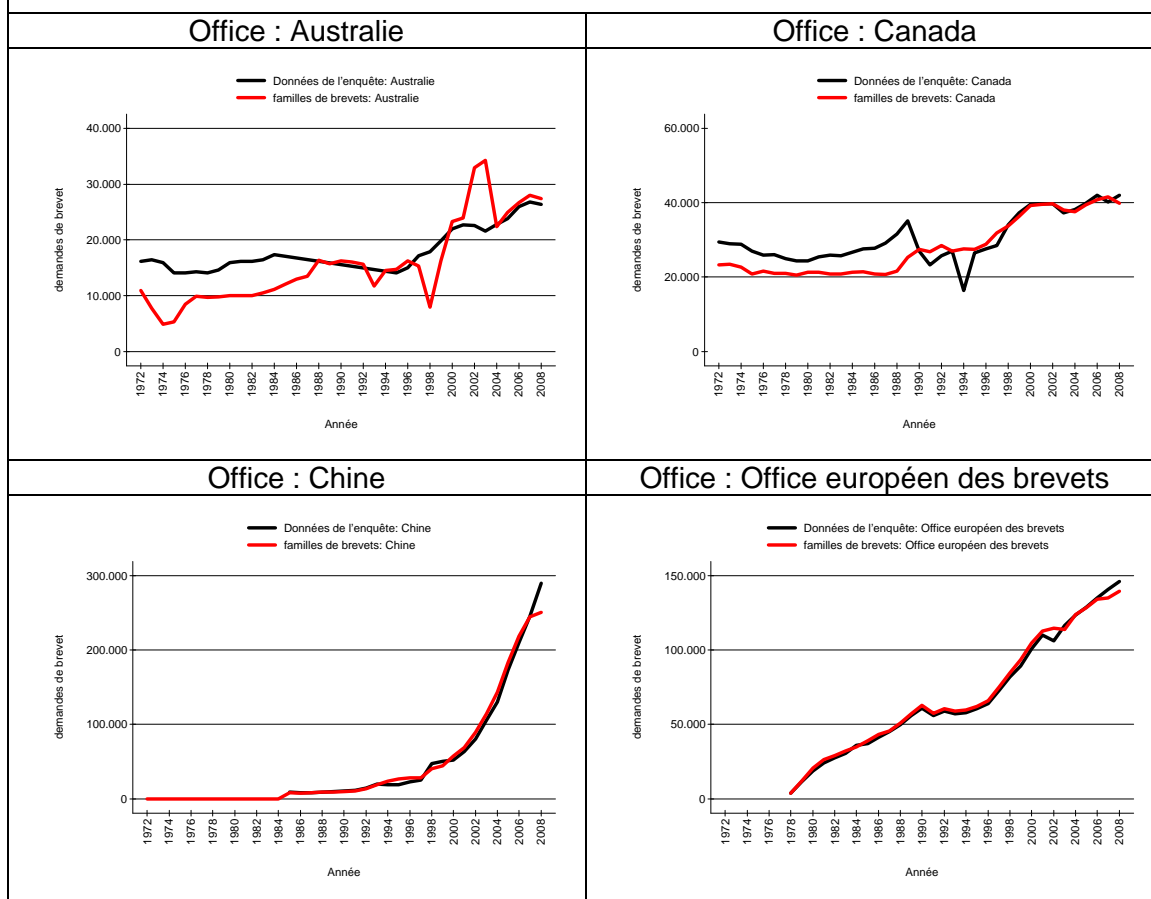 Office : Australie
Office : Canada
Données de l'enquête: Australie
familles de brevets: Australie
40.000
30.000
20.000
10.000
0
demandes de brevet
1972 1974 1976 1978 1980 1982 1984 1986 1988 1990 1992 1994 1996 1998 2000 2002 2004 2006 2008
Année
Données de l'enquête: Canada
familles de brevets: Canada
60.000
40.000
20.000
0
demandes de brevet
1972 1974 1976 1978 1980 1982 1984 1986 1988 1990 1992 1994 1996 1998 2000 2002 2004 2006 2008
Année
Office : Chine
Office : Office européen des brevets
Données de l'enquête: Chine
familles de brevets: Chine
300.000
200.000
100.000
0
demandes de brevet
1972 1974 1976 1978 1980 1982 1984 1986 1988 1990 1992 1994 1996 1998 2000 2002 2004 2006 2008
Année
Données de l'enquête: Office européen des brevets
familles de brevets: Office européen des brevets
150.000
100.000
50.000
0
demandes de brevet
1972 1974 1976 1978 1980 1982 1984 1986 1988 1990 1992 1994 1996 1998 2000 2002 2004 2006 2008
Année